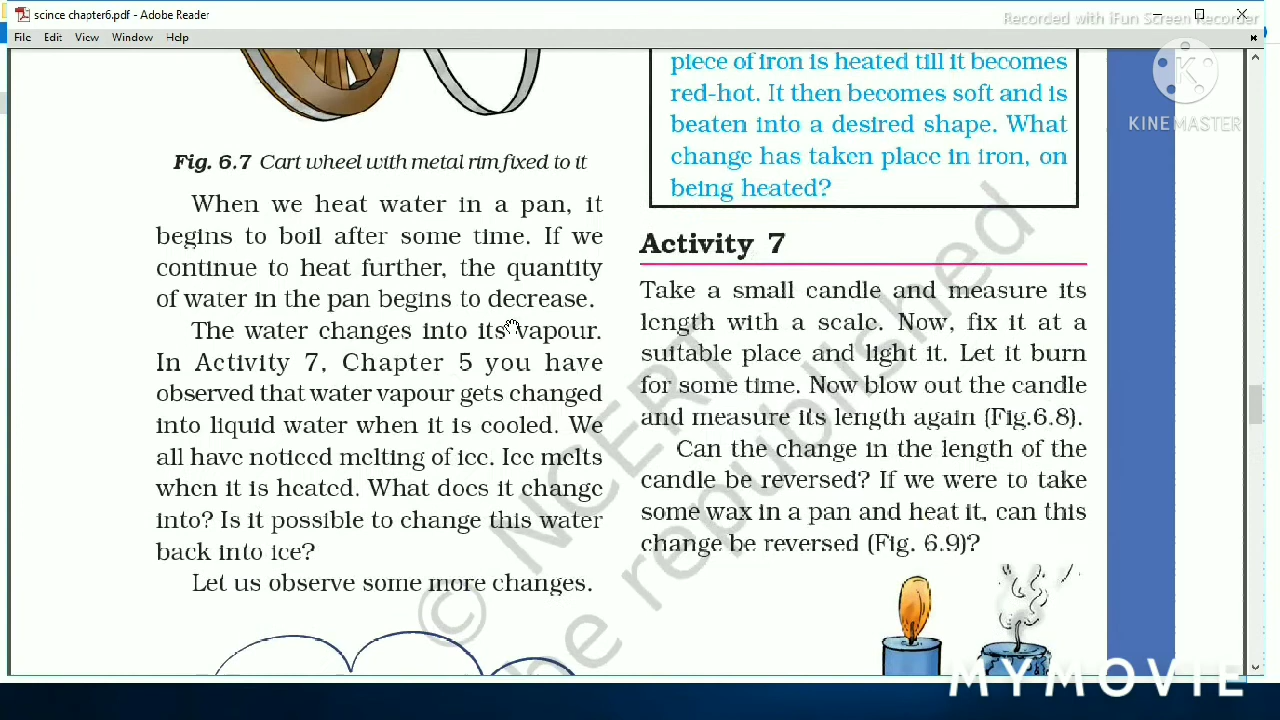 scince chapter6.pdf - Adobe Reader
Recorded with iFun Screen Recorder
File Edit View Window Help
K
KINEMASTER
Fig. 6.7 Cart wheel with metal rim fixed to it
When we heat water in a pan, it
begins to boil after some time. If we
continue to heat further, the quantity
of water in the pan begins to decrease.
The water changes into its vapour.
In Activity 7, Chapter 5 you have
observed that water vapour gets changed
into liquid water when it is cooled. We
all have noticed melting of ice. Ice melts
when it is heated. What does it change
into? Is it possible to change this water
back into ice?
Let us observe some more changes.
piece of iron is heated till it becomes
red-hot. It then becomes soft and is
beaten into a desired shape. What
change has taken place in iron, on
being heated?
Activity 7
Take a small candle and measure its
length with a scale. Now, fix it at a
suitable place and light it. Let it burn
for some time. Now blow out the candle
and measure its length again (Fig.6.8).
Can the change in the length of the
candle be reversed? If we were to take
some wax in a pan and heat it, can this
change be reversed (Fig. 6.9)?
© NCERT
be republished
MYMOVIE